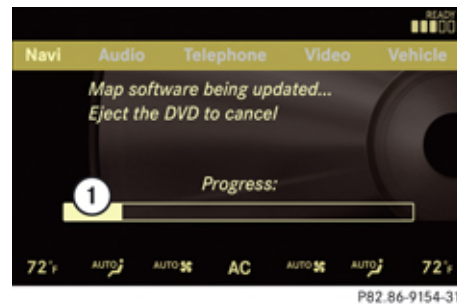 READY
Navi Audio Telephone Video Vehicle
Map software being updated...
Eject the DVD to cancel
Progress:
1
72°F AUTO AUTO AC AUTO AUTO 72°F
P82.86-9154-31